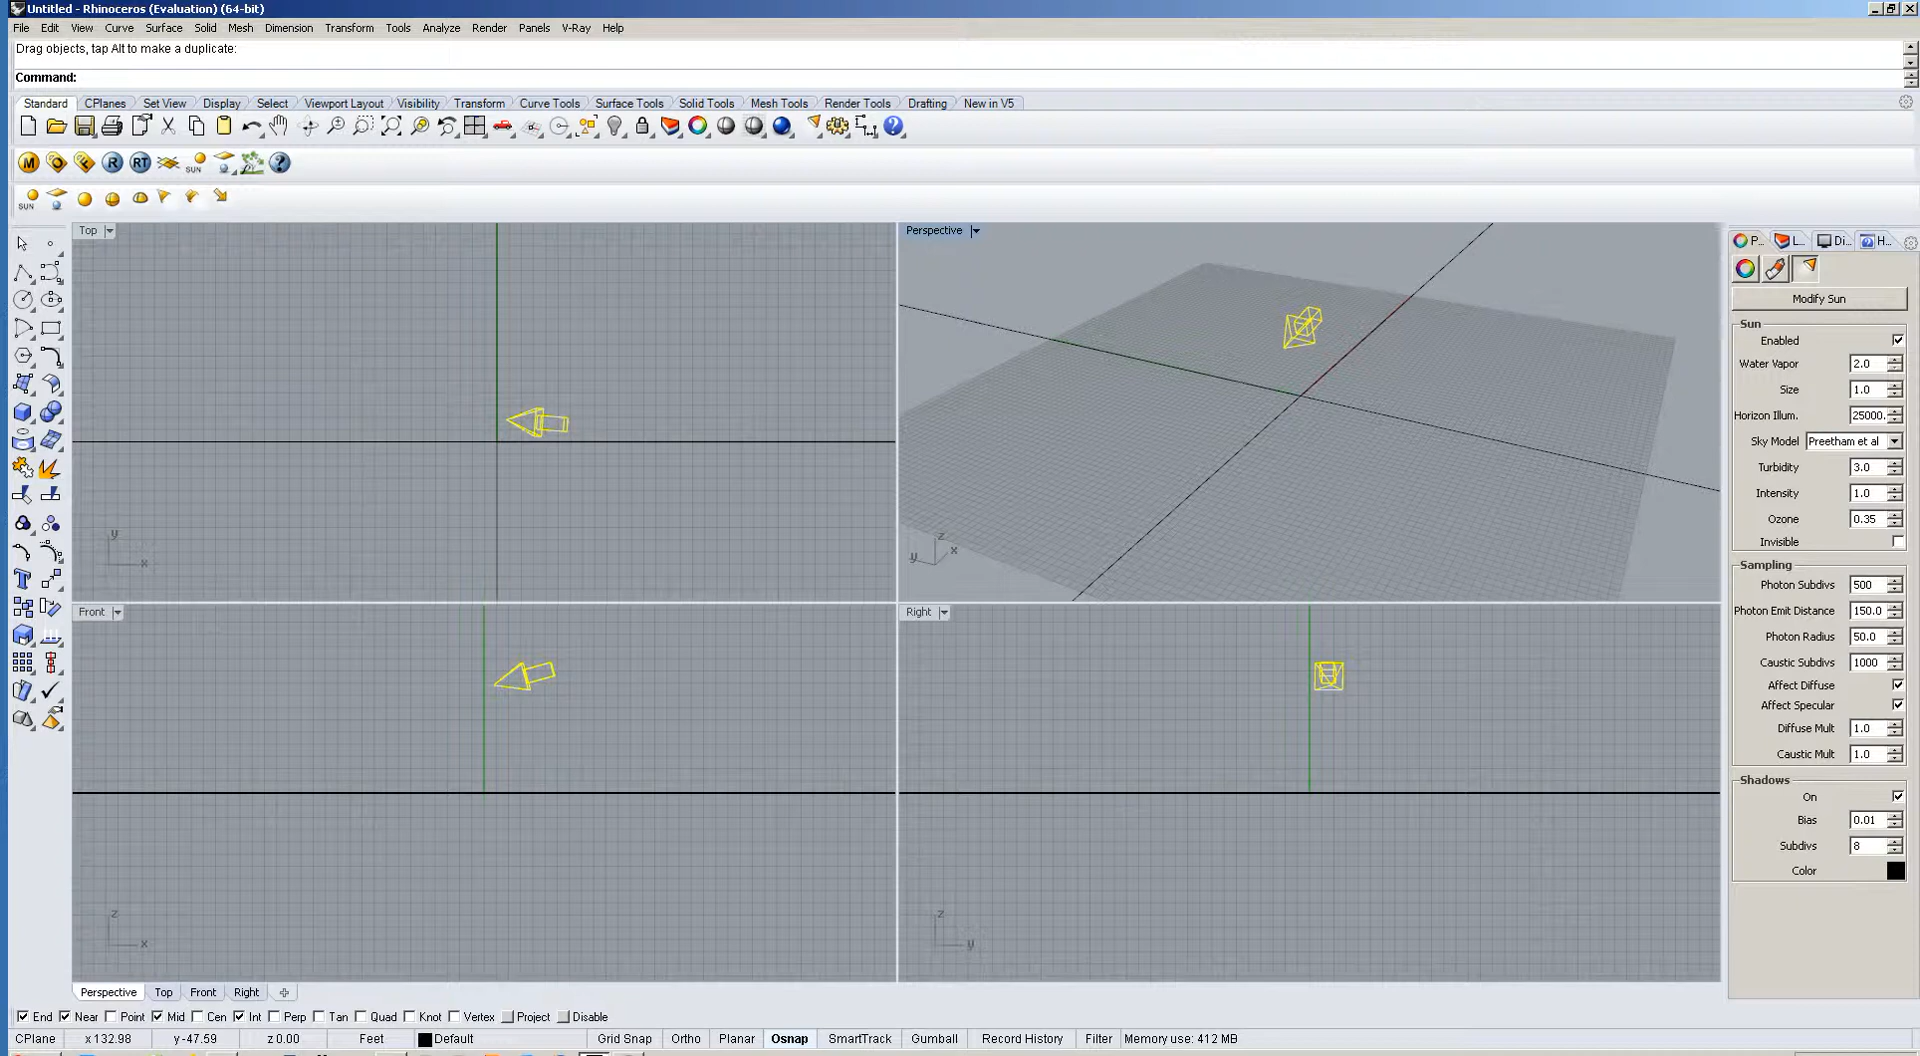 Untitled - Rhinoceros (Evaluation) (64-bit)
File Edit View Curve Surface Solid Mesh Dimension Transform Tools Analyze Render Panels V-Ray Help
Drag objects, tap Alt to make a duplicate:
Command:
Standard CPlanes Set View Display Select Viewport Layout Visibility Transform Curve Tools Surface Tools Solid Tools Mesh Tools Render Tools Drafting New in V5
M O F R RT SUN ?
SUN
Top
Perspective
P... L... Di... H...
Modify Sun
Sun
Enabled
Water Vapor 2.0
Size 1.0
Horizon Illum. 25000.
Sky Model Preetham et al
Turbidity 3.0
Intensity 1.0
Ozone 0.35
Invisible
Sampling
Photon Subdivs 500
Photon Emit Distance 150.0
Photon Radius 50.0
Caustic Subdivs 1000
Affect Diffuse
Affect Specular
Diffuse Mult 1.0
Caustic Mult 1.0
Shadows
On
Bias 0.01
Subdivs 8
Color
y
x
z
y x
Front
Right
z
x
z
y
Perspective Top Front Right
End Near Point Mid Cen Int Perp Tan Quad Knot Vertex Project Disable
CPlane x 132.98 y -47.59 z 0.00 Feet Default Grid Snap Ortho Planar Osnap SmartTrack Gumball Record History Filter Memory use: 412 MB